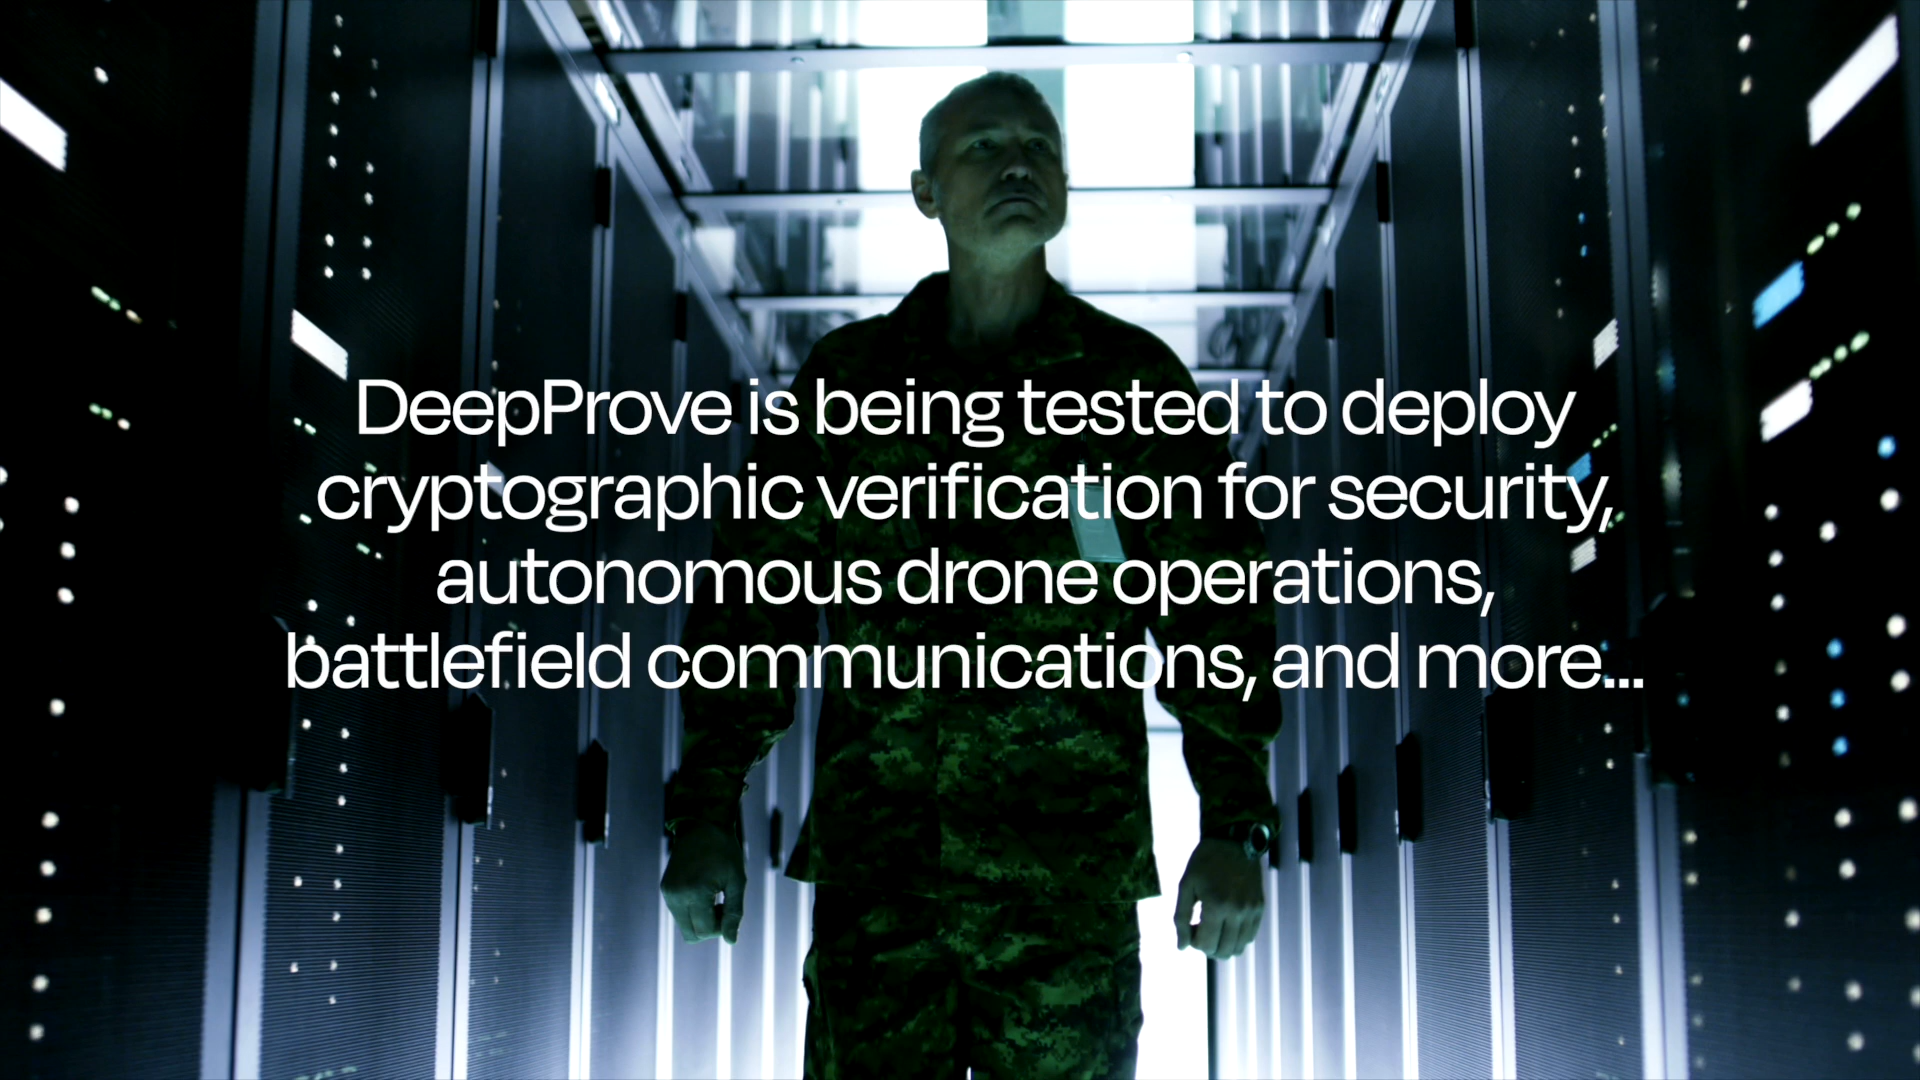 DeepProve is being tested to deploy
cryptographic verification for security,
autonomous drone operations,
battlefield communications, and more...